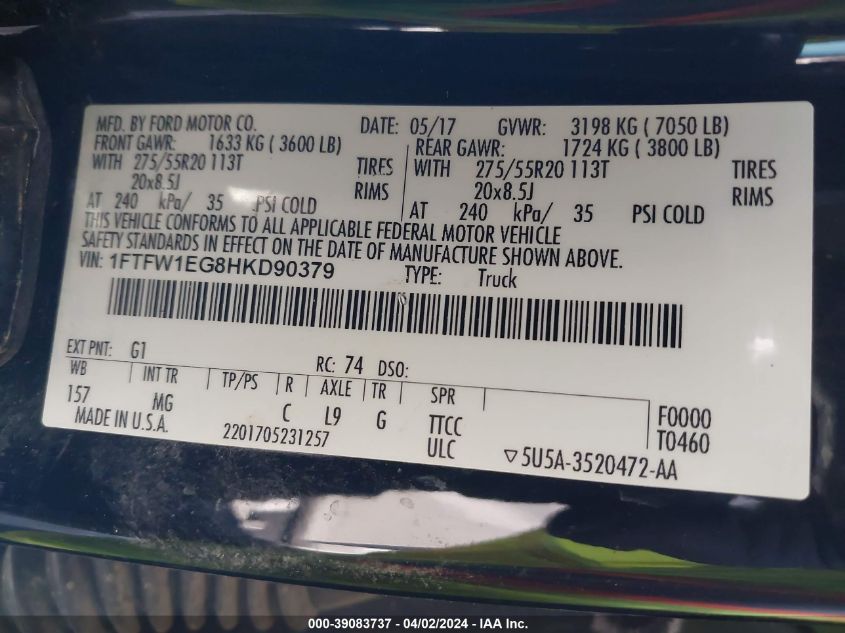 MFD. BY FORD MOTOR CO. DATE: 05/17 GVWR: 3198 KG ( 7050 LB)
FRONT GAWR: 1633 KG ( 3600 LB) REAR GAWR: 1724 KG ( 3800 LB)
WITH 275/55R20 113T TIRES WITH 275/55R20 113T TIRES
20x8.5J RIMS 20x8.5J RIMS
AT 240 kPa/ 35 PSI COLD AT 240 kPa/ 35 PSI COLD
THIS VEHICLE CONFORMS TO ALL APPLICABLE FEDERAL MOTOR VEHICLE
SAFETY STANDARDS IN EFFECT ON THE DATE OF MANUFACTURE SHOWN ABOVE.
VIN: 1FTFW1EG8HKD90379 TYPE: Truck
EXT PNT: G1 RC: 74 DSO:
WB INT TR TP/PS R AXLE TR SPR
157 MG C L9 G TTCC F0000
MADE IN U.S.A. 2201705231257 ULC T0460
▽5U5A-3520472-AA
000-39083737 - 04/02/2024 - IAA Inc.